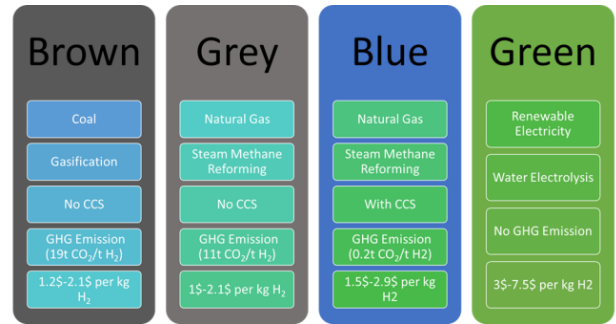 Brown
Coal
Gasification
No CCS
GHG Emission
(19t CO₂/t H₂)
1.2$-2.1$ per kg
H₂
Grey
Natural Gas
Steam Methane
Reforming
No CCS
GHG Emission
(11t CO₂/t H₂)
1$-2.1$ per kg H₂
Blue
Natural Gas
Steam Methane
Reforming
With CCS
GHG Emission
(0.2t CO₂/t H2)
1.5$-2.9$ per kg
H2
Green
Renewable
Electricity
Water Electrolysis
No GHG Emission
3$-7.5$ per kg H2